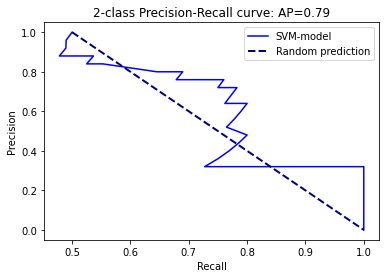 2-class Precision-Recall curve: AP=0.79
SVM-model
Random prediction
Precision
1.0
0.8
0.6
0.4
0.2
0.0
0.5 0.6 0.7 0.8 0.9 1.0
Recall